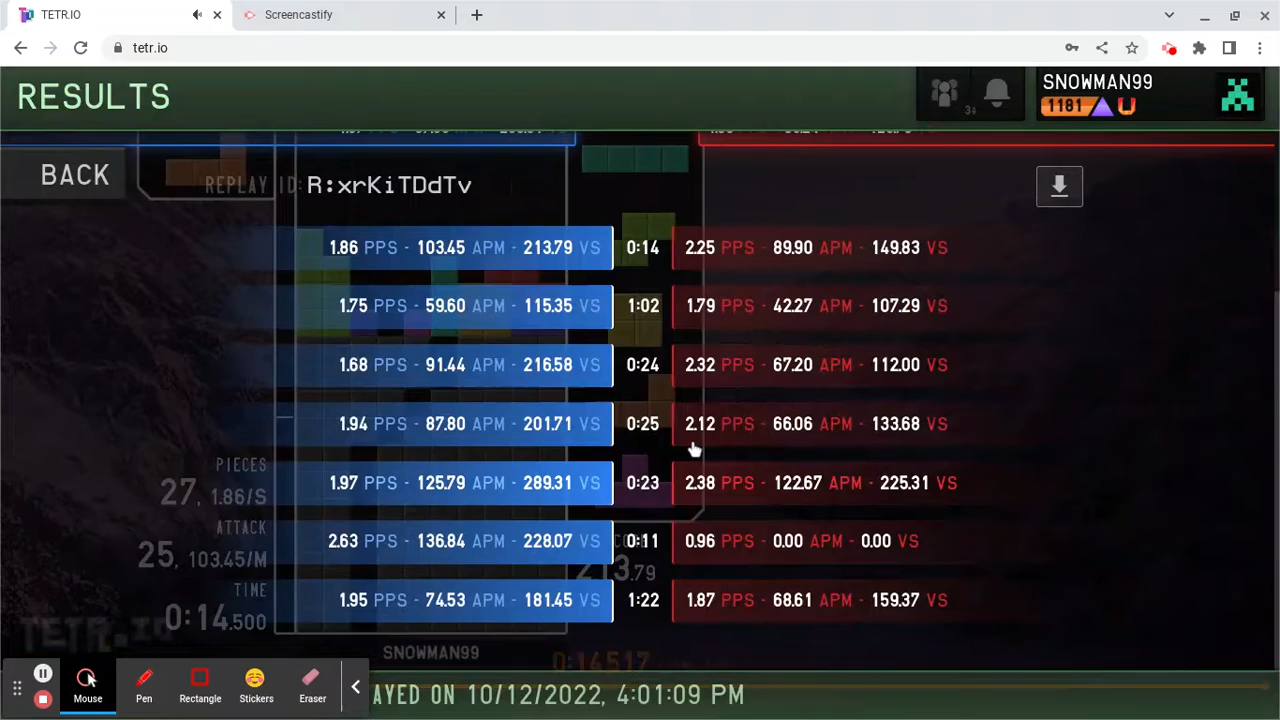 TETR.IO
Screencastify
tetr.io
RESULTS
SNOWMAN99
1181
BACK
REPLAY ID: R:xrKiTDdTv
1.86 PPS - 103.45 APM - 213.79 VS 0:14 2.25 PPS - 89.90 APM - 149.83 VS
1.75 PPS - 59.60 APM - 115.35 VS 1:02 1.79 PPS - 42.27 APM - 107.29 VS
1.68 PPS - 91.44 APM - 216.58 VS 0:24 2.32 PPS - 67.20 APM - 112.00 VS
1.94 PPS - 87.80 APM - 201.71 VS 0:25 2.12 PPS - 66.06 APM - 133.68 VS
1.97 PPS - 125.79 APM - 289.31 VS 0:23 2.38 PPS - 122.67 APM - 225.31 VS
2.63 PPS - 136.84 APM - 228.07 VS 0:11 0.96 PPS - 0.00 APM - 0.00 VS
1.95 PPS - 74.53 APM - 181.45 VS 1:22 1.87 PPS - 68.61 APM - 159.37 VS
PIECES
27, 1.86/S
ATTACK
25, 103.45/M
TIME
0:14.500
TETR.IO
SNOWMAN99
0:14517
Mouse
Pen
Rectangle
Stickers
Eraser
AYED ON 10/12/2022, 4:01:09 PM